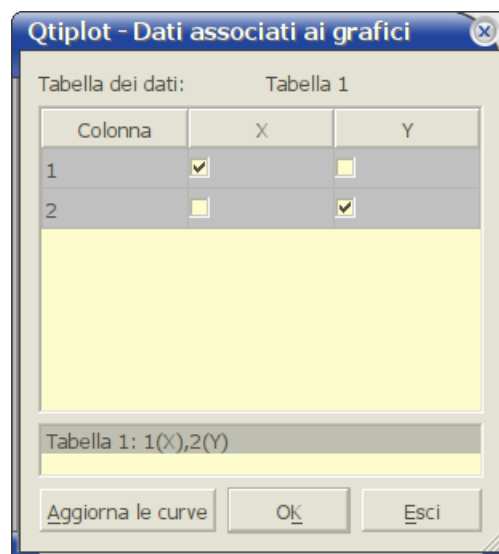 Qtiplot - Dati associati ai grafici
Tabella dei dati: Tabella 1
Colonna X Y
1
2
Tabella 1: 1(X),2(Y)
Aggiorna le curve OK Esci